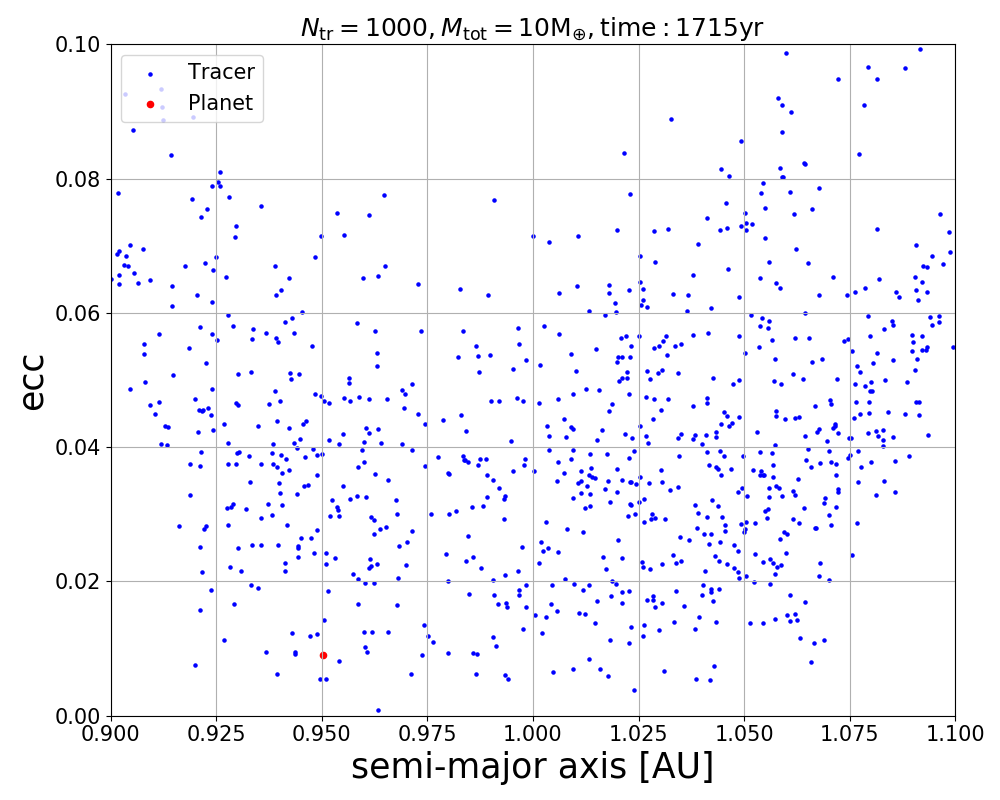 N_tr = 1000, M_tot = 10M_⊕, time : 1715yr
Tracer
Planet
ecc
0.10
0.08
0.06
0.04
0.02
0.00
0.900 0.925 0.950 0.975 1.000 1.025 1.050 1.075 1.100
semi-major axis [AU]